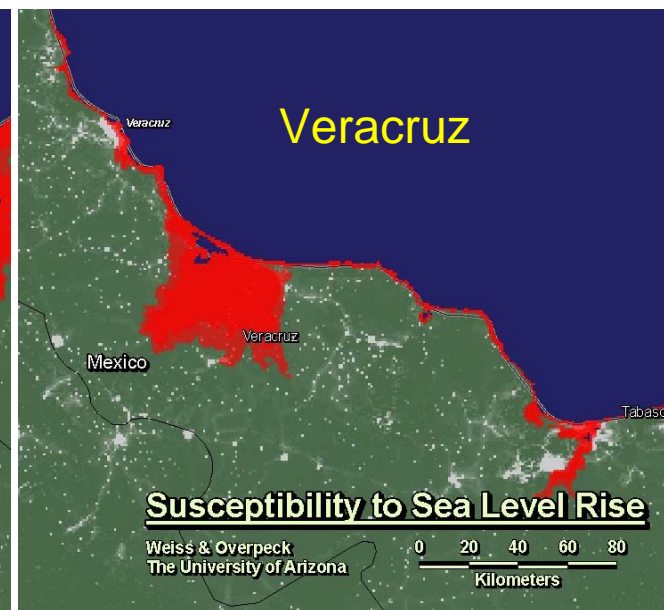 Veracruz
Veracruz
Veracruz
Mexico
Tabasc
Susceptibility to Sea Level Rise
Weiss & Overpeck
The University of Arizona
0 20 40 60 80
Kilometers